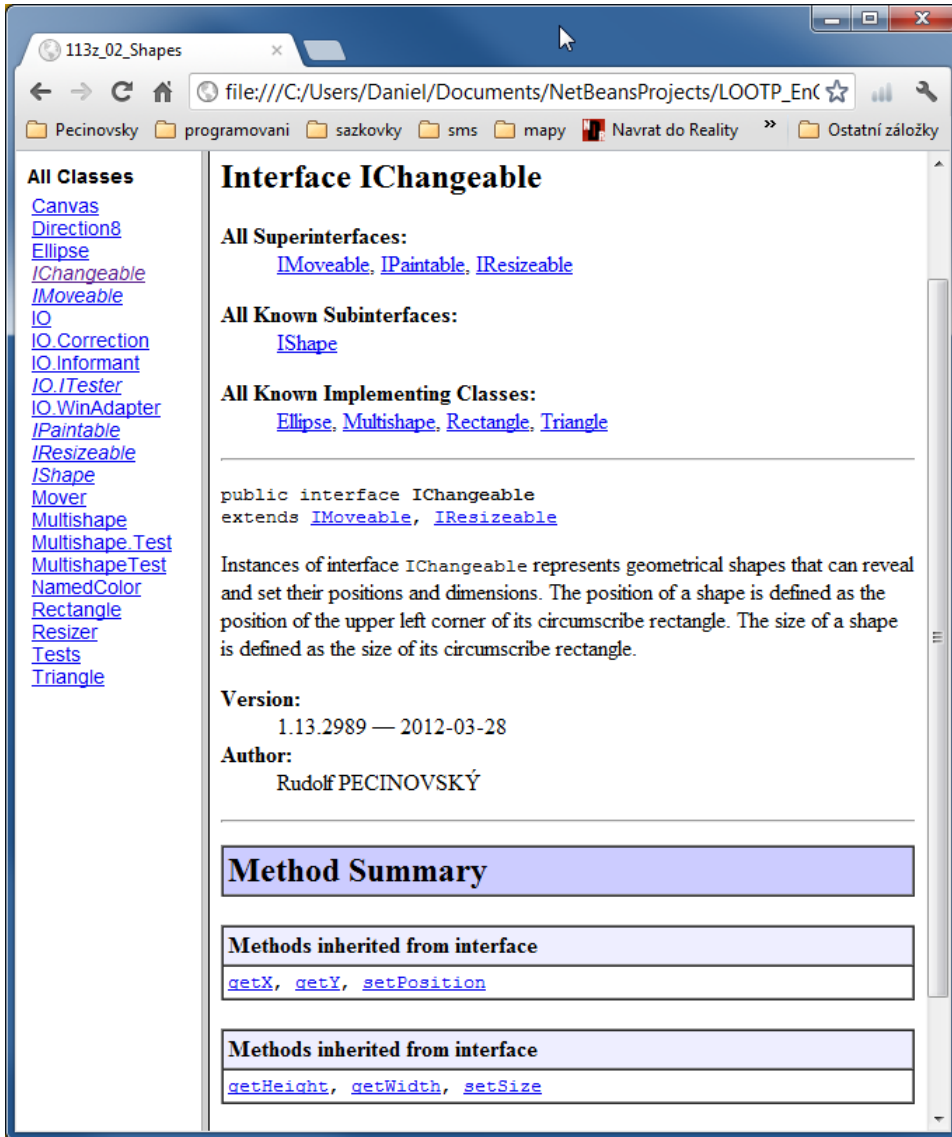 113z_02_Shapes
file:///C:/Users/Daniel/Documents/NetBeansProjects/LOOTP_En
Pecinovsky programovani sazkovky sms mapy Navrat do Reality » Ostatní záložky
All Classes
Canvas
Direction8
Ellipse
IChangeable
IMoveable
IO
IO.Correction
IO.Informant
IO.ITester
IO.WinAdapter
IPaintable
IResizeable
IShape
Mover
Multishape
Multishape.Test
MultishapeTest
NamedColor
Rectangle
Resizer
Tests
Triangle
Interface IChangeable
All Superinterfaces:
IMoveable, IPaintable, IResizeable
All Known Subinterfaces:
IShape
All Known Implementing Classes:
Ellipse, Multishape, Rectangle, Triangle
public interface IChangeable
extends IMoveable, IResizeable
Instances of interface IChangeable represents geometrical shapes that can reveal
and set their positions and dimensions. The position of a shape is defined as the
position of the upper left corner of its circumscribe rectangle. The size of a shape
is defined as the size of its circumscribe rectangle.
Version:
1.13.2989 — 2012-03-28
Author:
Rudolf PECINOVSKÝ
Method Summary
Methods inherited from interface
getX, getY, setPosition
Methods inherited from interface
getHeight, getWidth, setSize